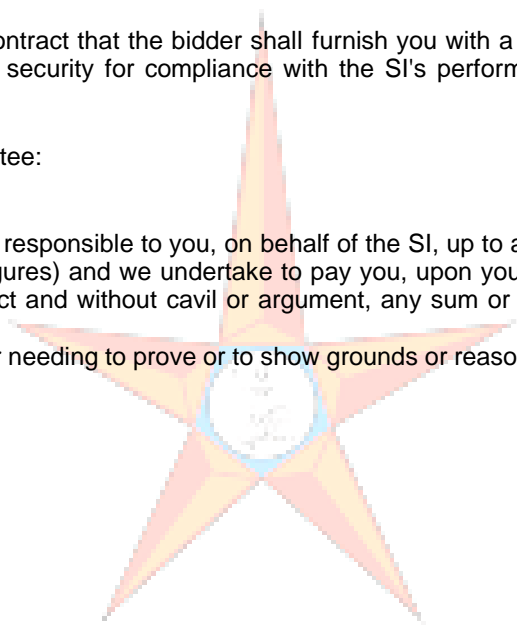 ontract that the bidder shall furnish you with a
security for compliance with the SI's perform
tee:
responsible to you, on behalf of the SI, up to a
gures) and we undertake to pay you, upon you
ct and without cavil or argument, any sum or
r needing to prove or to show grounds or reaso